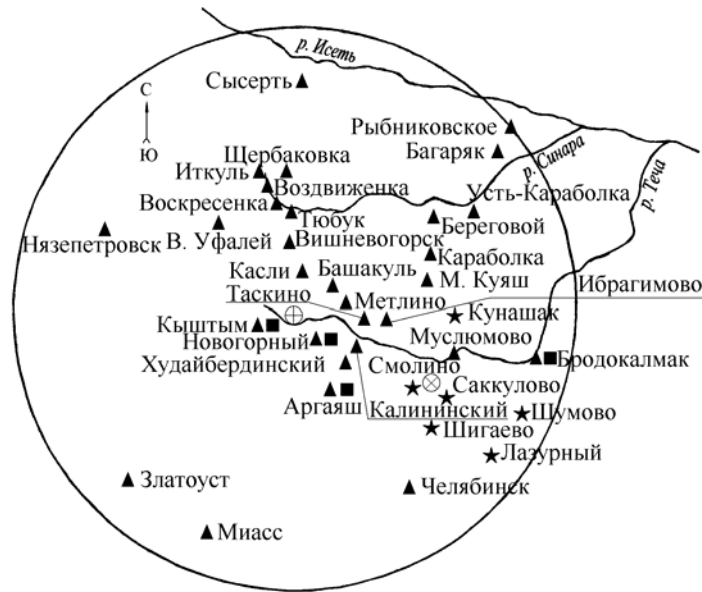 р. Исеть
Сысерть
С
Ю
Рыбниковское
Багаряк
р. Синара
р. Теча
Щербаковка
Иткуль
Воздвиженка
Усть-Караболка
Воскресенка
Тюбук
Береговой
Нязепетровск
В. Уфалей
Вишневогорск
Караболка
Касли
Башакуль
М. Куяш
Ибрагимово
Таскино
Метлино
Кунашак
Кыштым
Новогорный
Муслюмово
Бродокалмак
Худайбердинский
Смолино
Саккулово
Аргаяш
Калининский
Шумово
Шигаево
Лазурный
Златоуст
Челябинск
Миасс